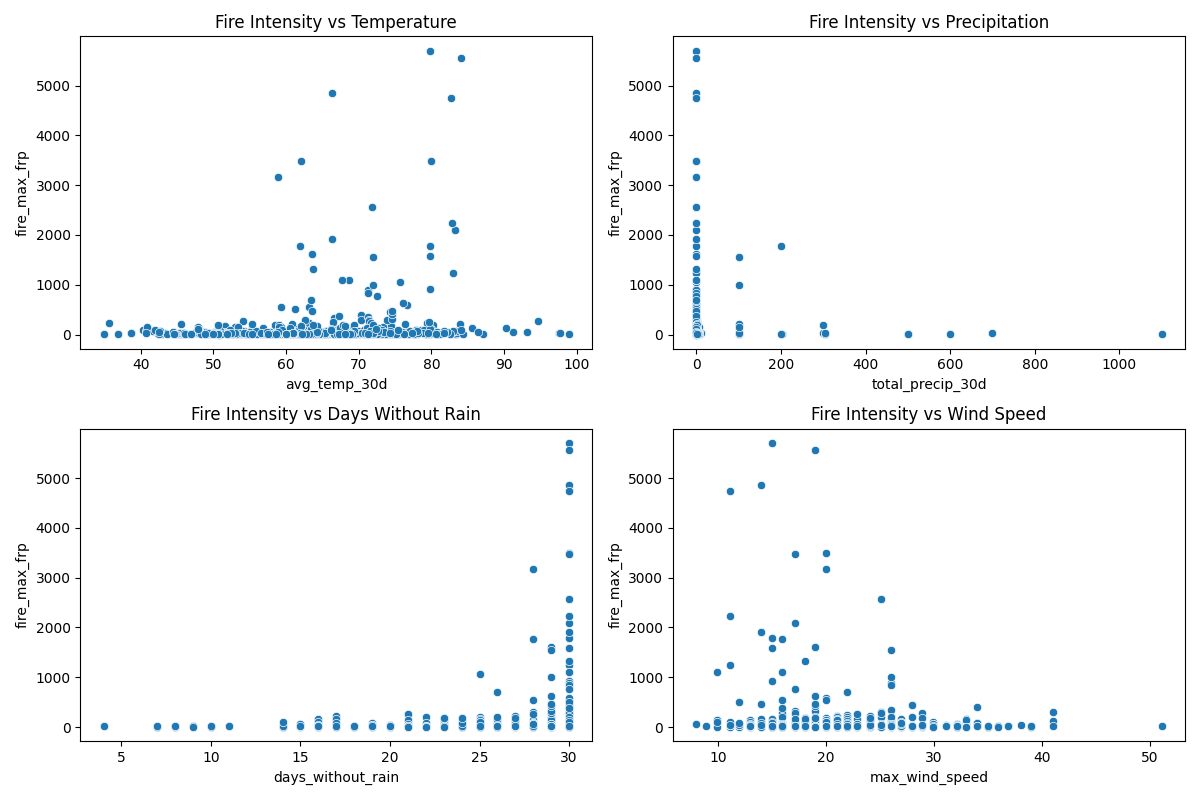 Fire Intensity vs Temperature
fire_max_frp
5000
4000
3000
2000
1000
0
40 50 60 70 80 90 100
avg_temp_30d
Fire Intensity vs Precipitation
fire_max_frp
5000
4000
3000
2000
1000
0
0 200 400 600 800 1000
total_precip_30d
Fire Intensity vs Days Without Rain
fire_max_frp
5000
4000
3000
2000
1000
0
5 10 15 20 25 30
days_without_rain
Fire Intensity vs Wind Speed
fire_max_frp
5000
4000
3000
2000
1000
0
10 20 30 40 50
max_wind_speed